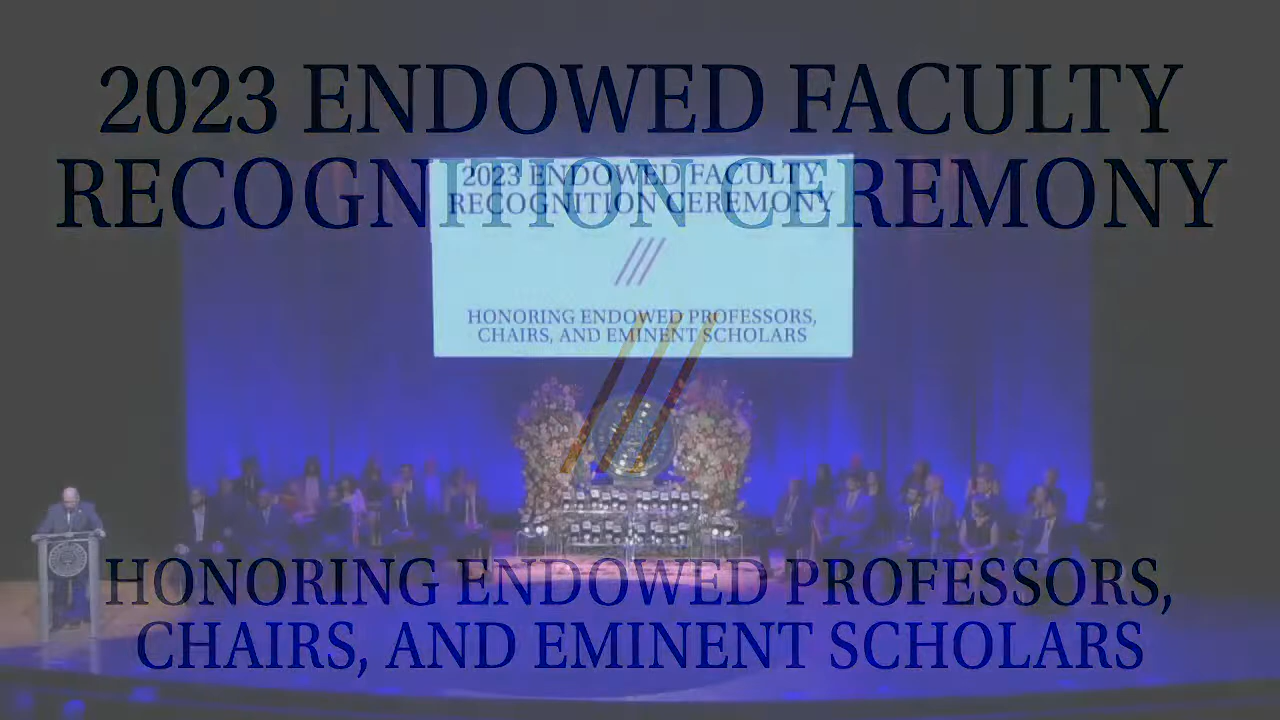 2023 ENDOWED FACULTY
RECOGNITION CEREMONY
2023 ENDOWED FACULTY
RECOGNITION CEREMONY
HONORING ENDOWED PROFESSORS,
CHAIRS, AND EMINENT SCHOLARS
HONORING ENDOWED PROFESSORS,
CHAIRS, AND EMINENT SCHOLARS